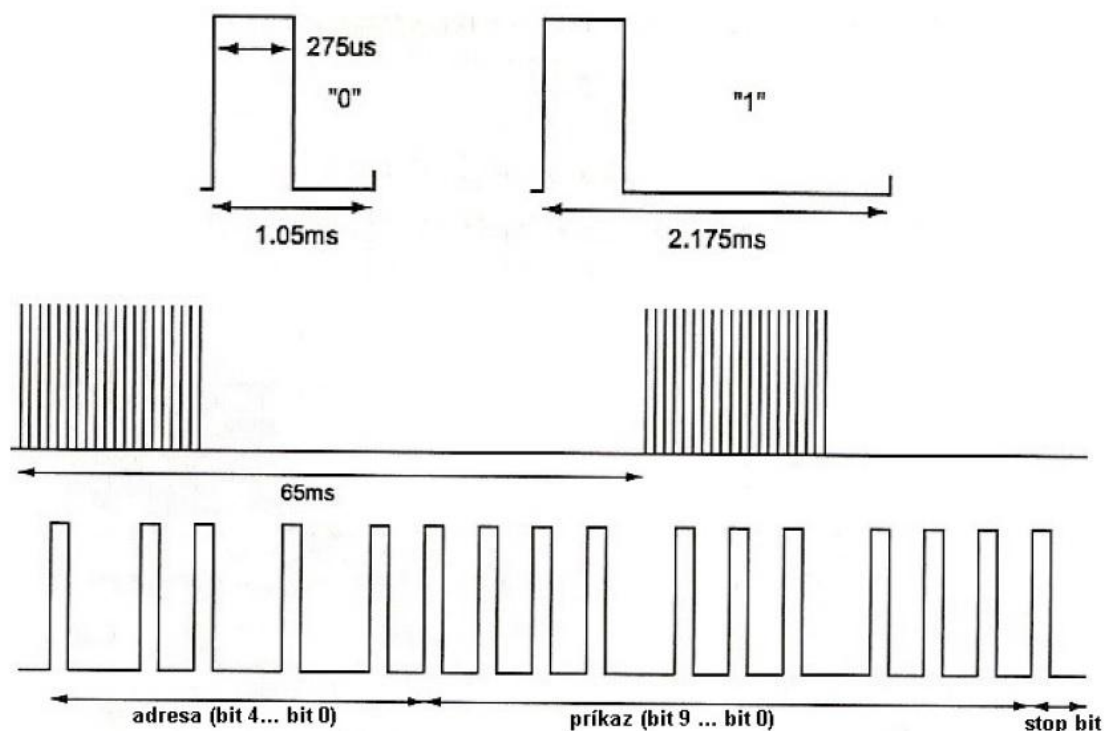 275us
"0"
"1"
1.05ms
2.175ms
65ms
adresa (bit 4... bit 0)
príkaz (bit 9 ... bit 0)
stop bit